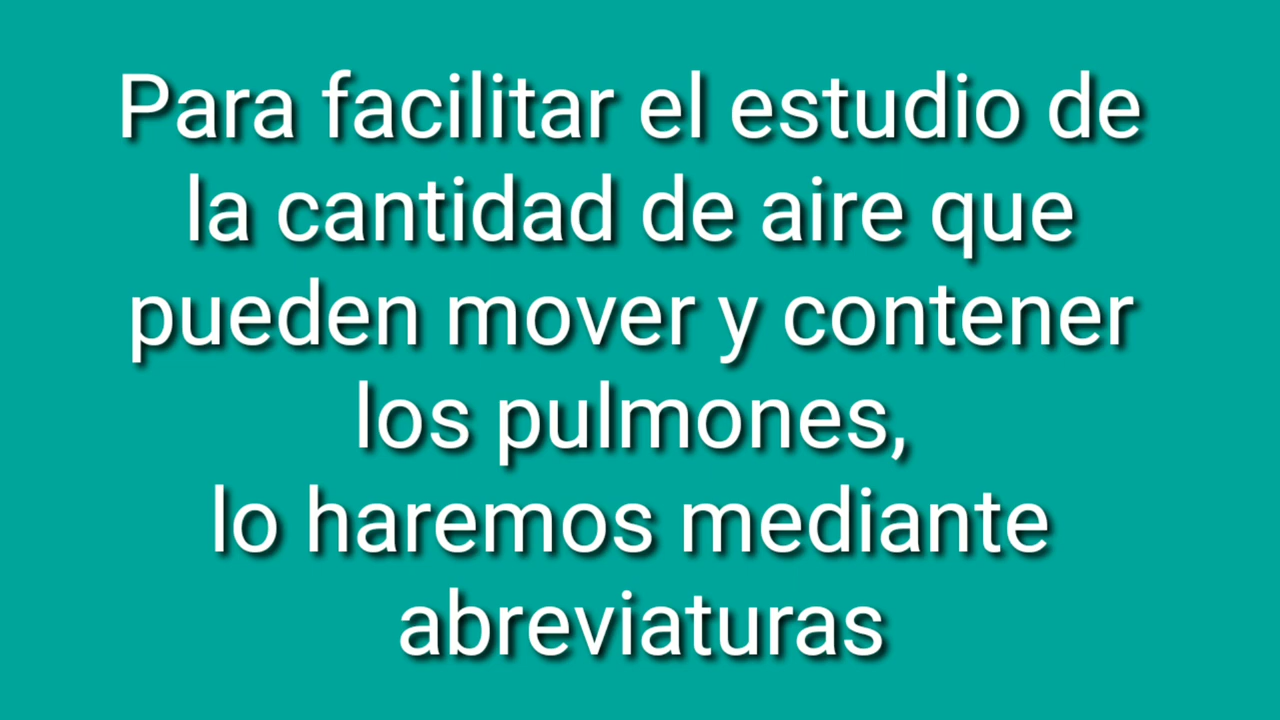 Para facilitar el estudio de
la cantidad de aire que
pueden mover y contener
los pulmones,
lo haremos mediante
abreviaturas